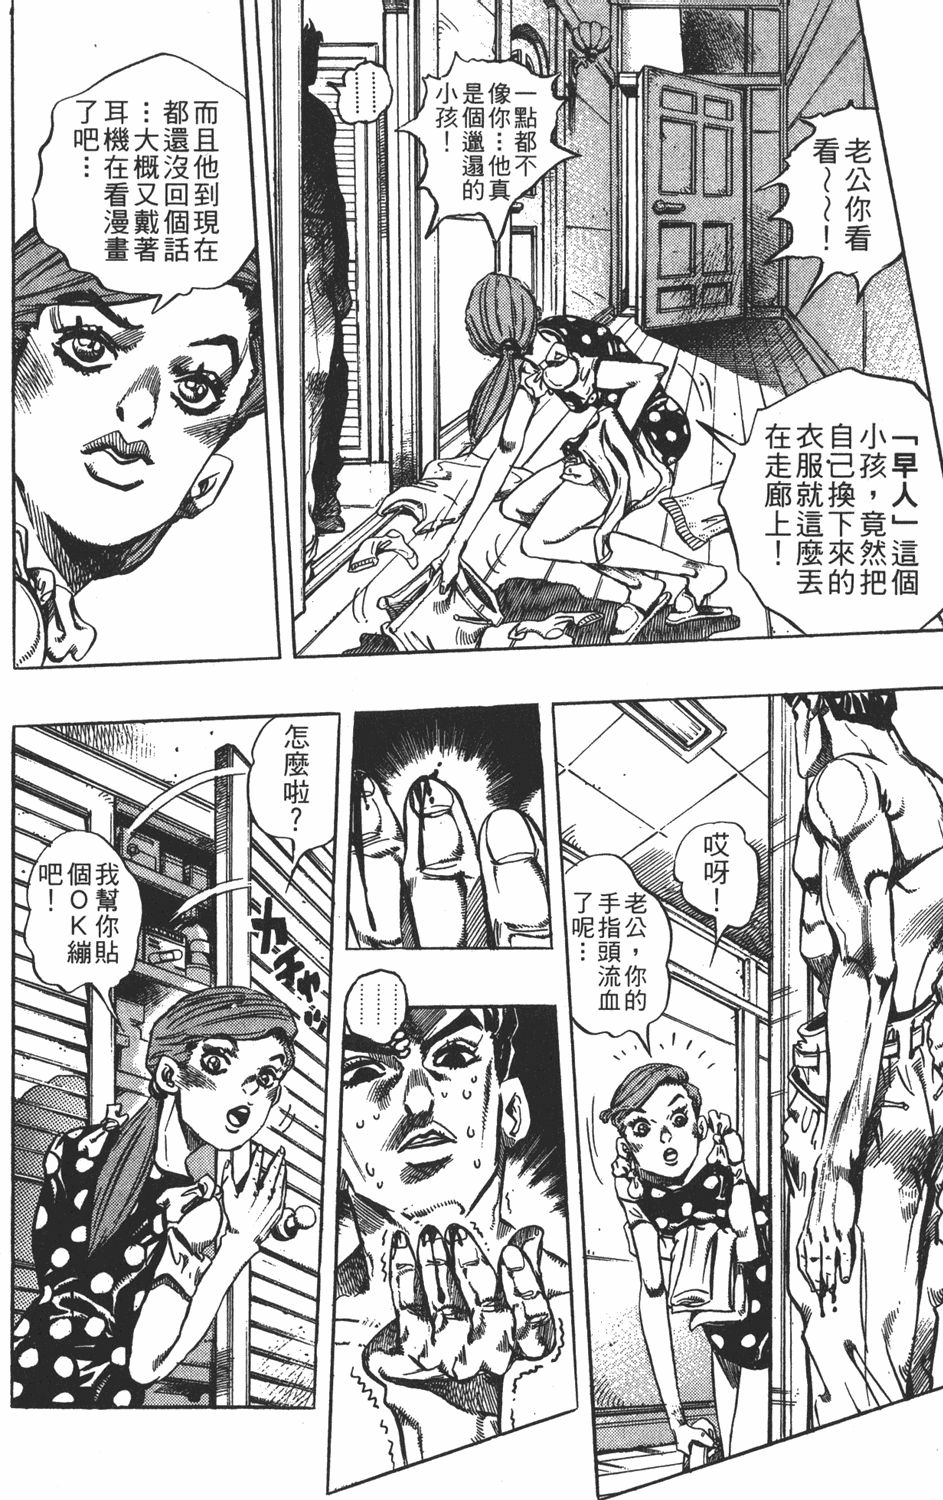 老公你看
看～～～！
「早人」這個
小孩，竟然把
自己換下來的
衣服就這麼丟
在走廊上！
一點都不
像你…他真
是個邋遢的
小孩！
…………
而且他到現在
都還沒回個話
…大概又戴著
耳機在看漫畫
了吧…
哎呀！
老公，你的
手指頭流血
了呢…
…………
怎麼啦？
ガチャッ
我幫你貼
個OK繃
吧！